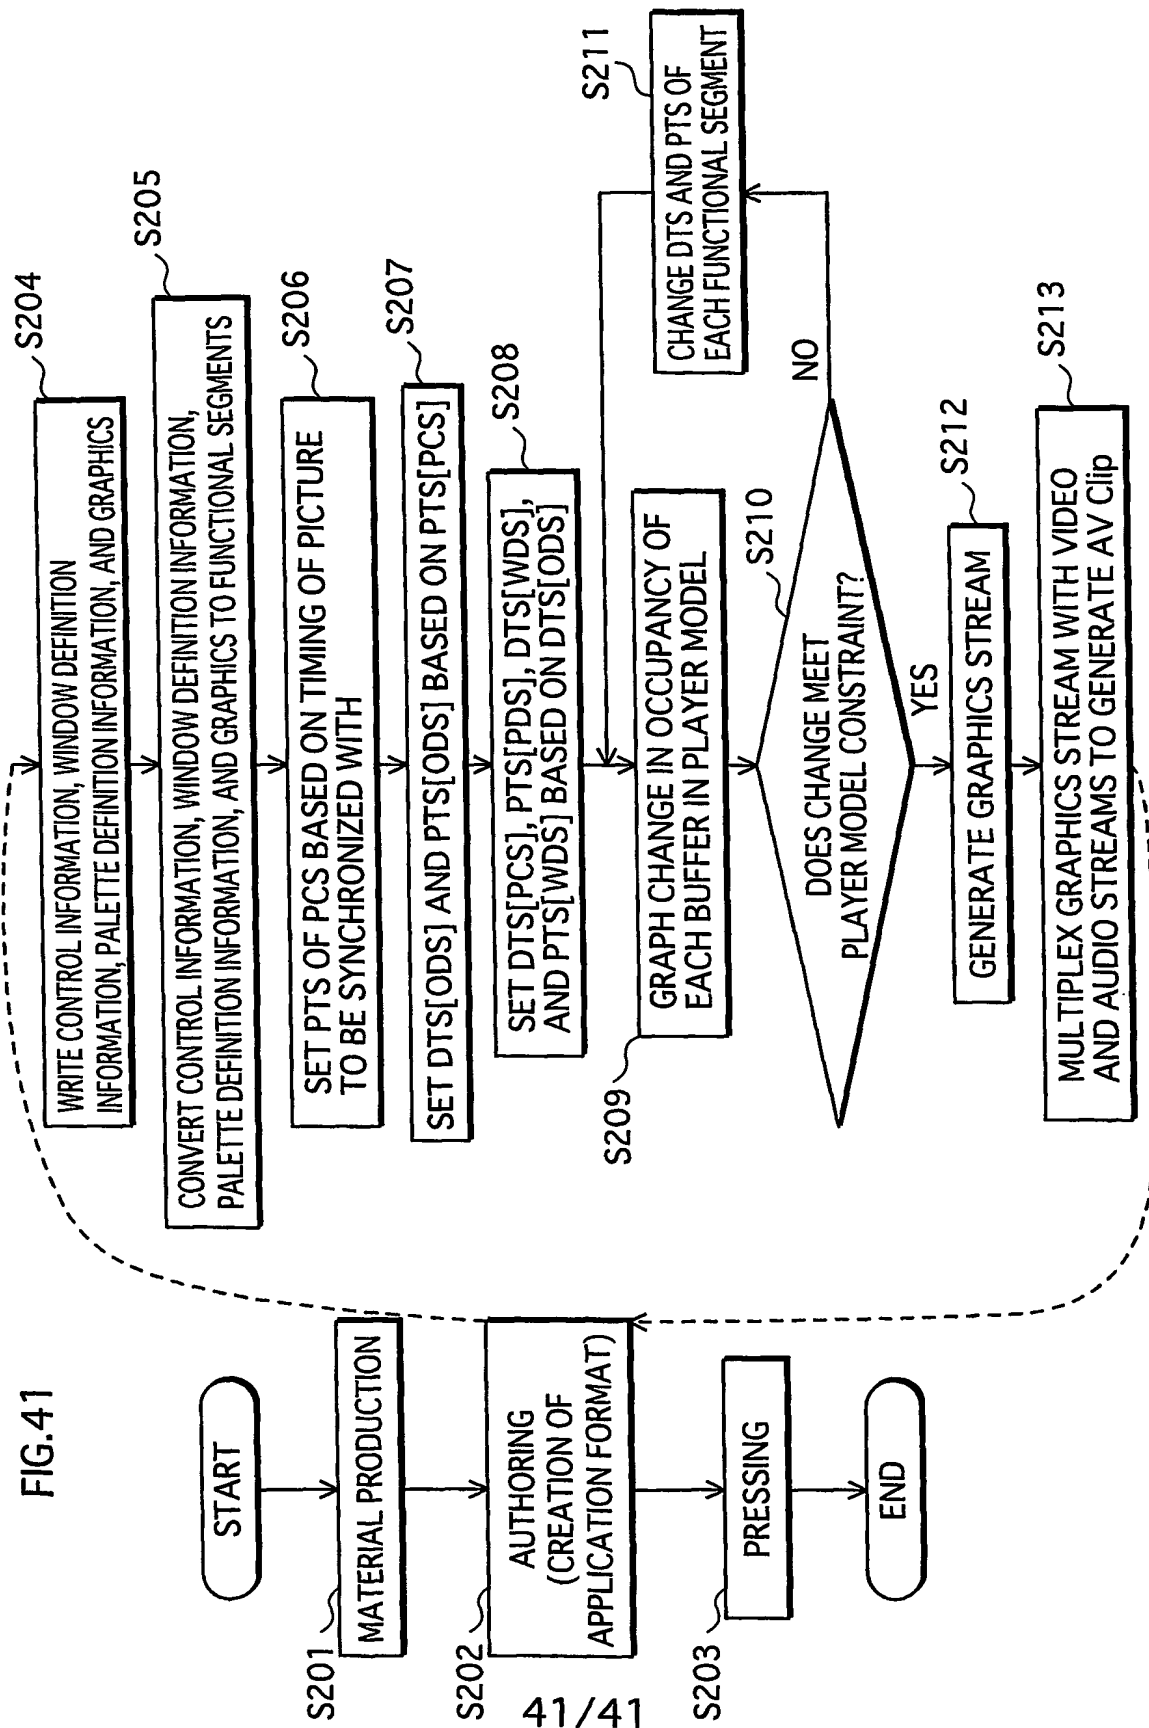 FIG.41
START
S201
MATERIAL PRODUCTION
S202
AUTHORING
(CREATION OF
APPLICATION FORMAT)
S203
PRESSING
END
S204
WRITE CONTROL INFORMATION, WINDOW DEFINITION
INFORMATION, PALETTE DEFINITION INFORMATION, AND GRAPHICS
S205
CONVERT CONTROL INFORMATION, WINDOW DEFINITION INFORMATION,
PALETTE DEFINITION INFORMATION, AND GRAPHICS TO FUNCTIONAL SEGMENTS
S206
SET PTS OF PCS BASED ON TIMING OF PICTURE
TO BE SYNCHRONIZED WITH
S207
SET DTS[ODS] AND PTS[ODS] BASED ON PTS[PCS]
S208
SET DTS[PCS], PTS[PDS], DTS[WDS],
AND PTS[WDS] BASED ON DTS[ODS]
S209
GRAPH CHANGE IN OCCUPANCY OF
EACH BUFFER IN PLAYER MODEL
S210
DOES CHANGE MEET
PLAYER MODEL CONSTRAINT?
NO
S211
CHANGE DTS AND PTS OF
EACH FUNCTIONAL SEGMENT
YES
S212
GENERATE GRAPHICS STREAM
S213
MULTIPLEX GRAPHICS STREAM WITH VIDEO
AND AUDIO STREAMS TO GENERATE AV Clip
41/41